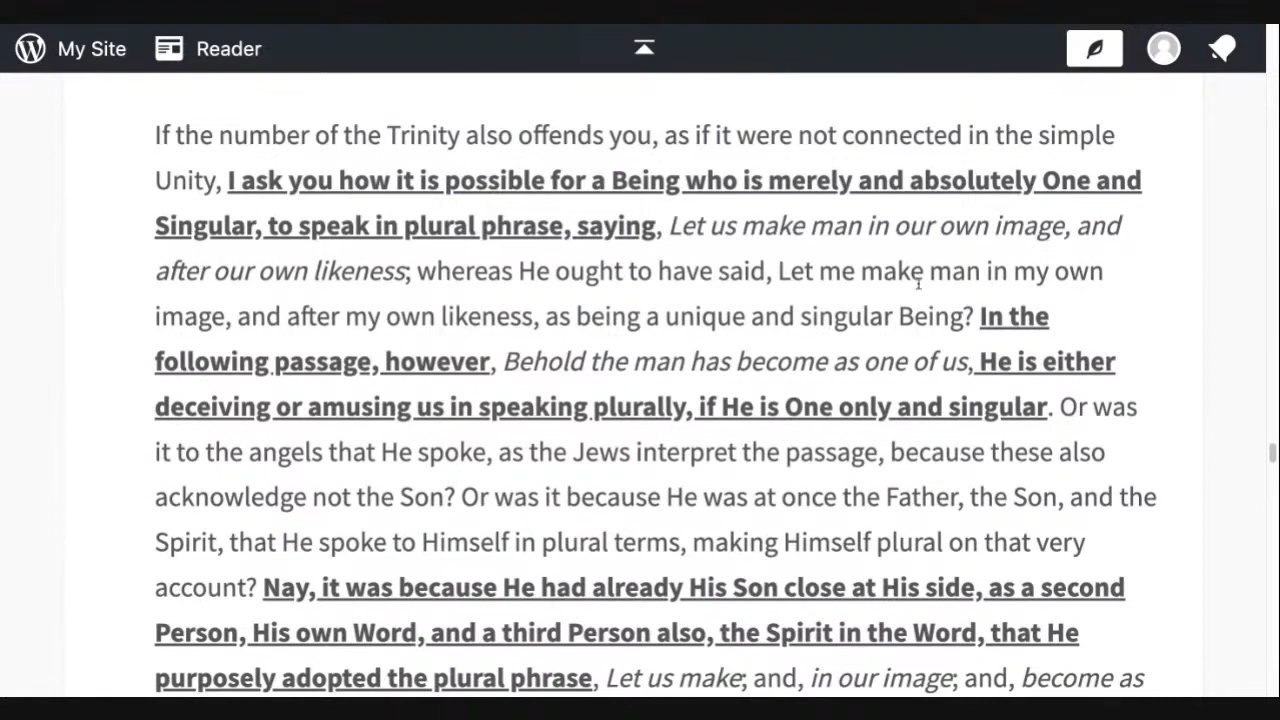 My Site Reader
If the number of the Trinity also offends you, as if it were not connected in the simple
Unity, I ask you how it is possible for a Being who is merely and absolutely One and
Singular, to speak in plural phrase, saying, Let us make man in our own image, and
after our own likeness; whereas He ought to have said, Let me make man in my own
image, and after my own likeness, as being a unique and singular Being? In the
following passage, however, Behold the man has become as one of us, He is either
deceiving or amusing us in speaking plurally, if He is One only and singular. Or was
it to the angels that He spoke, as the Jews interpret the passage, because these also
acknowledge not the Son? Or was it because He was at once the Father, the Son, and the
Spirit, that He spoke to Himself in plural terms, making Himself plural on that very
account? Nay, it was because He had already His Son close at His side, as a second
Person, His own Word, and a third Person also, the Spirit in the Word, that He
purposely adopted the plural phrase, Let us make; and, in our image; and, become as